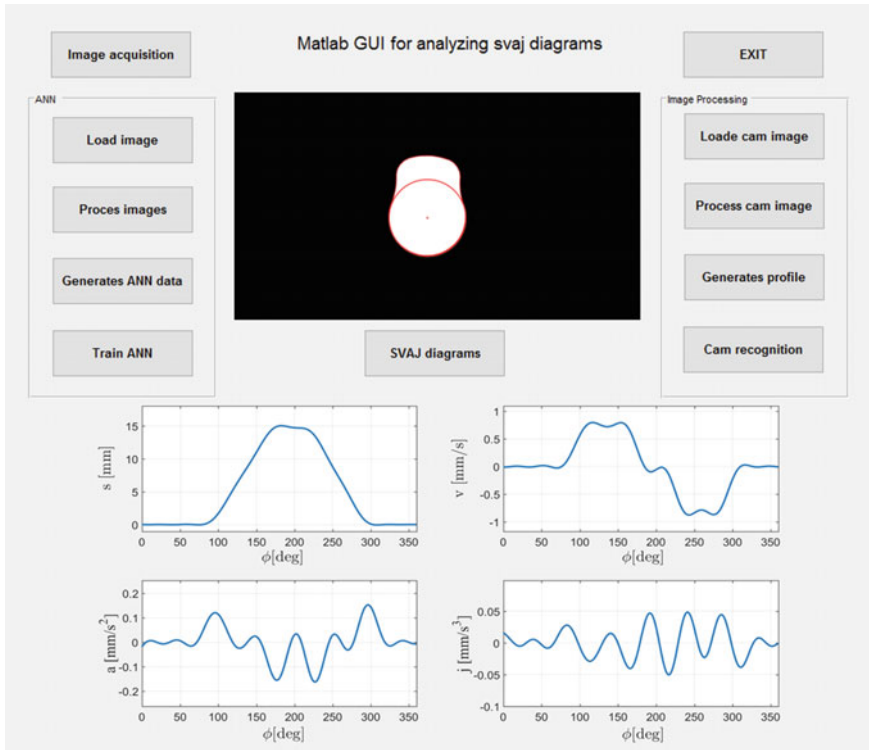 Image acquisition
Matlab GUI for analyzing svaj diagrams
EXIT
ANN
Load image
Proces images
Generates ANN data
Train ANN
Image Processing
Loade cam image
Process cam image
Generates profile
Cam recognition
SVAJ diagrams
s [mm]
15
10
5
0
0 50 100 150 200 250 300 350
ϕ[deg]
v [mm/s]
1
0.5
0
-0.5
-1
0 50 100 150 200 250 300 350
ϕ[deg]
a [mm/s²]
0.2
0.1
0
-0.1
-0.2
0 50 100 150 200 250 300 350
ϕ[deg]
j [mm/s³]
0.05
0
-0.05
-0.1
0 50 100 150 200 250 300 350
ϕ[deg]